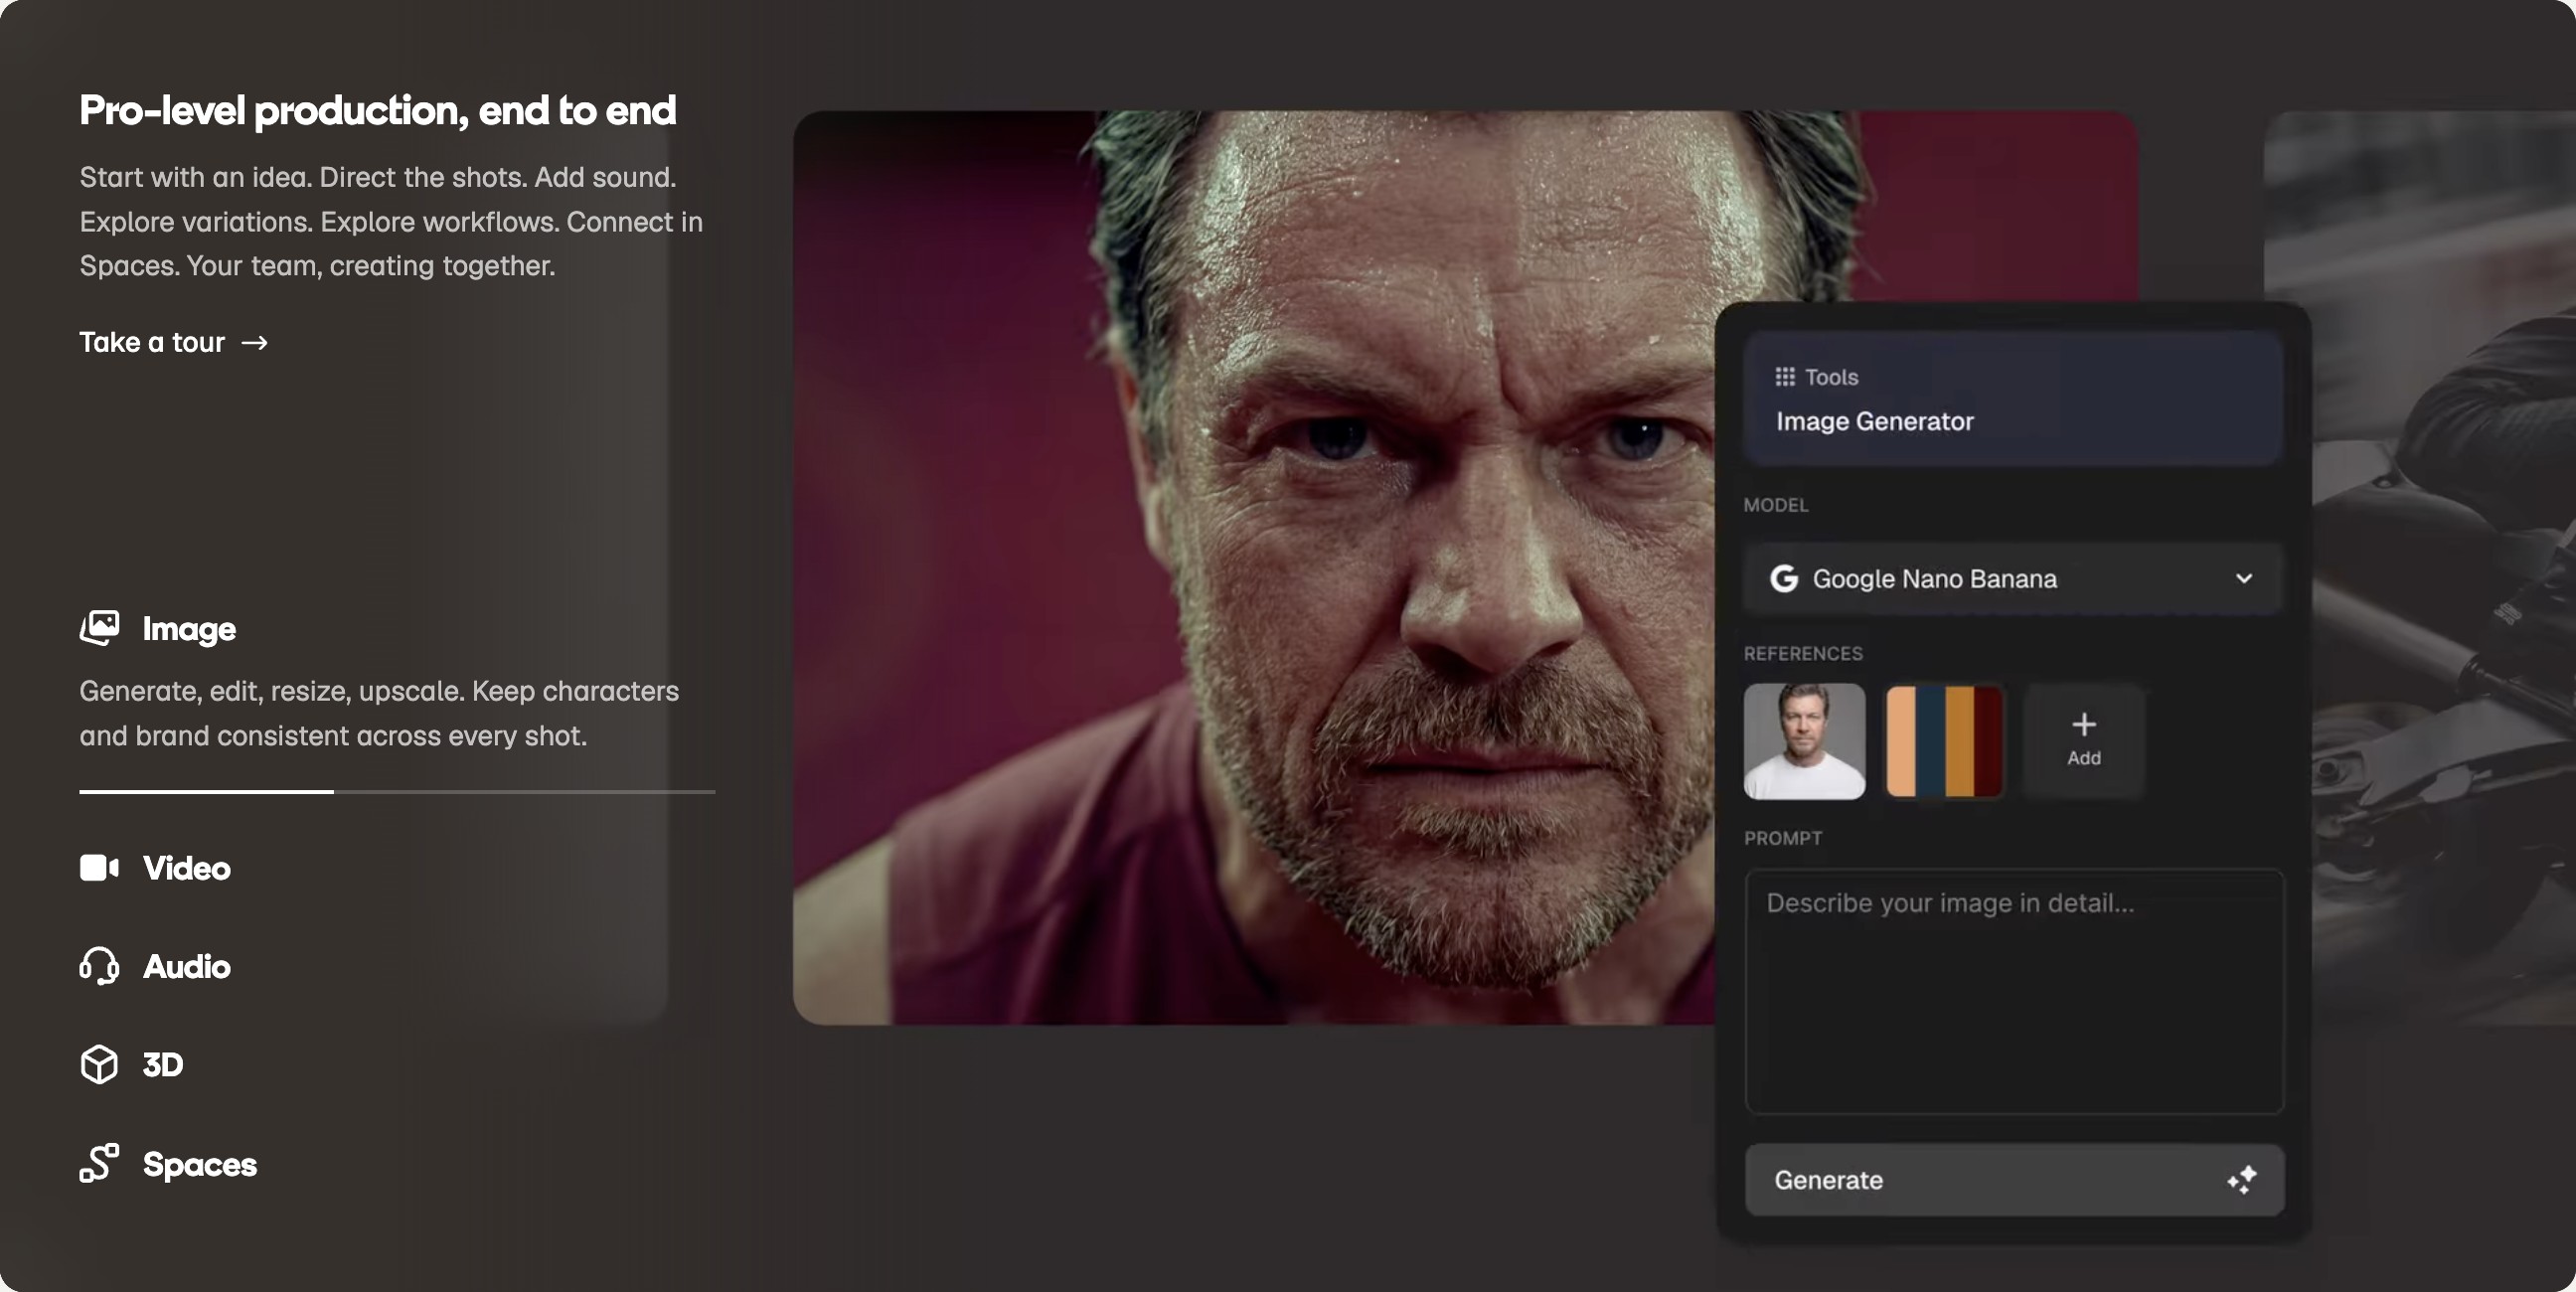 Pro-level production, end to end
Start with an idea. Direct the shots. Add sound.
Explore variations. Explore workflows. Connect in
Spaces. Your team, creating together.
Take a tour →
Image
Generate, edit, resize, upscale. Keep characters
and brand consistent across every shot.
Video
Audio
3D
Spaces
Tools
Image Generator
MODEL
Google Nano Banana
REFERENCES
Add
PROMPT
Describe your image in detail...
Generate